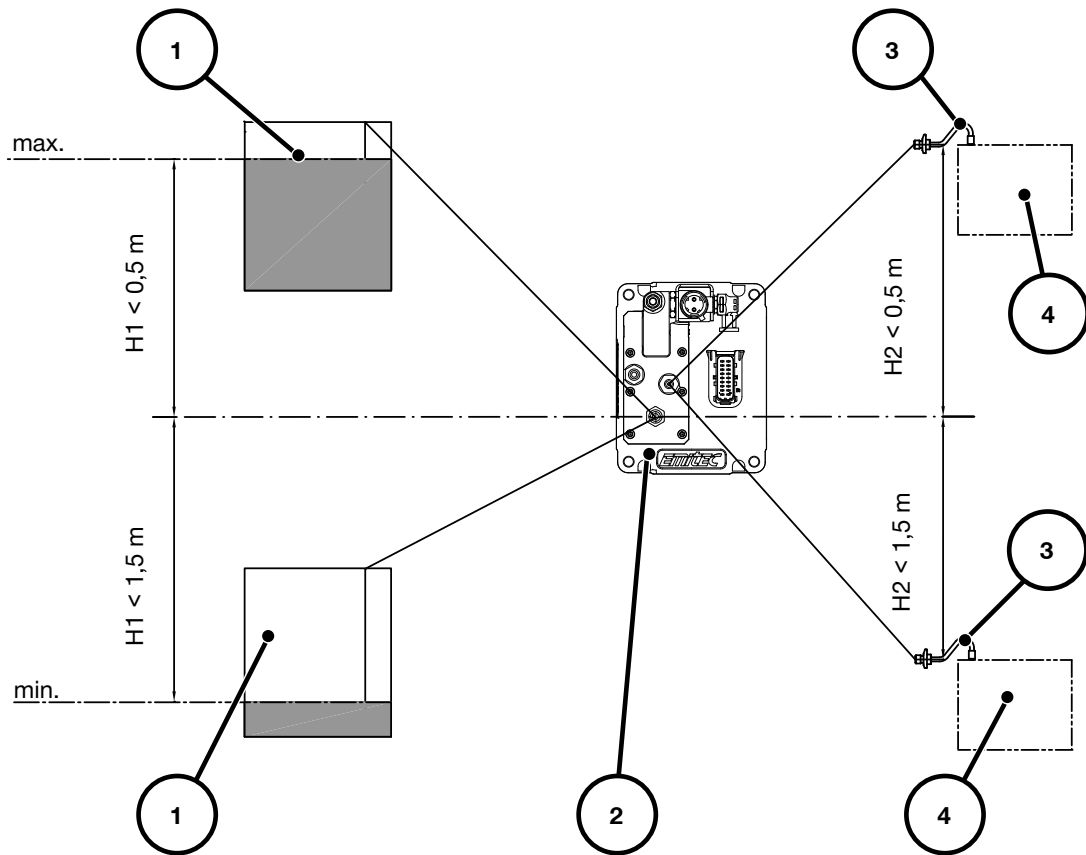 1
3
max.
H1 < 0,5 m
H2 < 0,5 m
4
EMITEC
H1 < 1,5 m
H2 < 1,5 m
3
min.
1
2
4